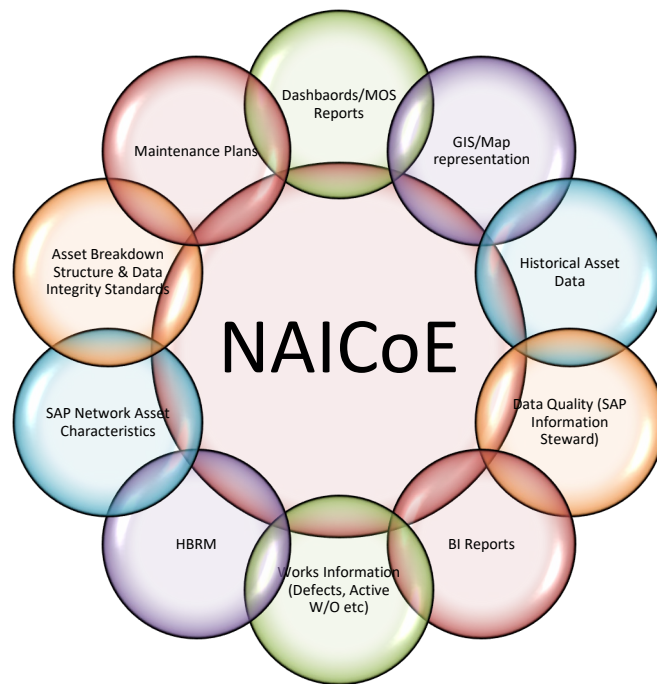 Dashbaords/MOS
Reports
GIS/Map
representation
Historical Asset
Data
Data Quality (SAP
Information
Steward)
BI Reports
Works Information
(Defects, Active
W/O etc)
HBRM
SAP Network Asset
Characteristics
Asset Breakdown
Structure & Data
Integrity Standards
Maintenance Plans
NAICoE